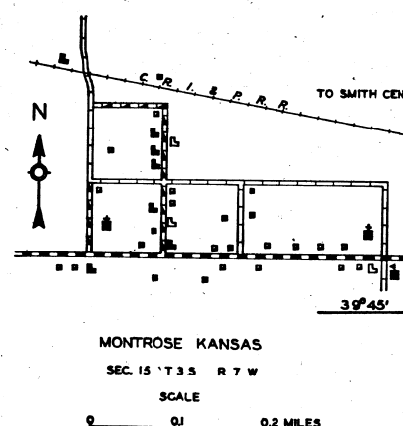 C. R. I. & P. R. R.
TO SMITH CEN
N
39°45'
MONTROSE KANSAS
SEC. 15 T 3 S R 7 W
SCALE
0 0.1 0.2 MILES